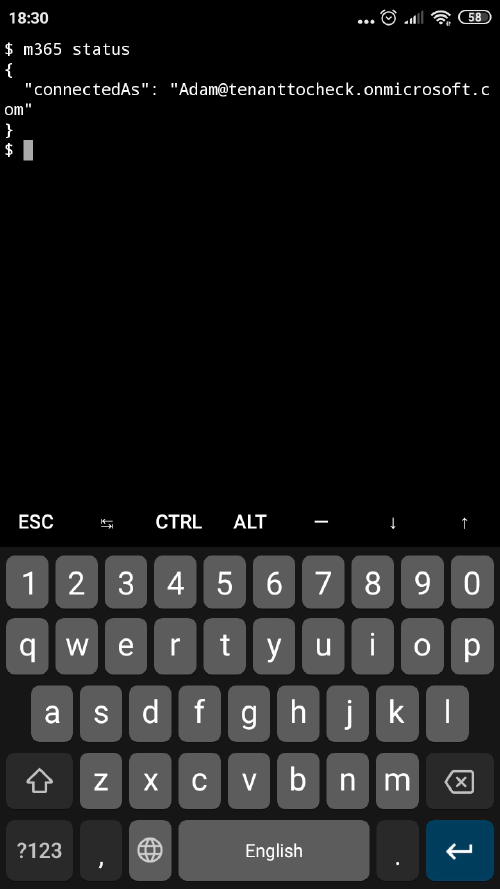 18:30
58
$ m365 status
{
  "connectedAs": "Adam@tenanttocheck.onmicrosoft.c
om"
}
$
ESC ↹ CTRL ALT — ↓ ↑
1 2 3 4 5 6 7 8 9 0
q w e r t y u i o p
a s d f g h j k l
z x c v b n m
?123 , English .